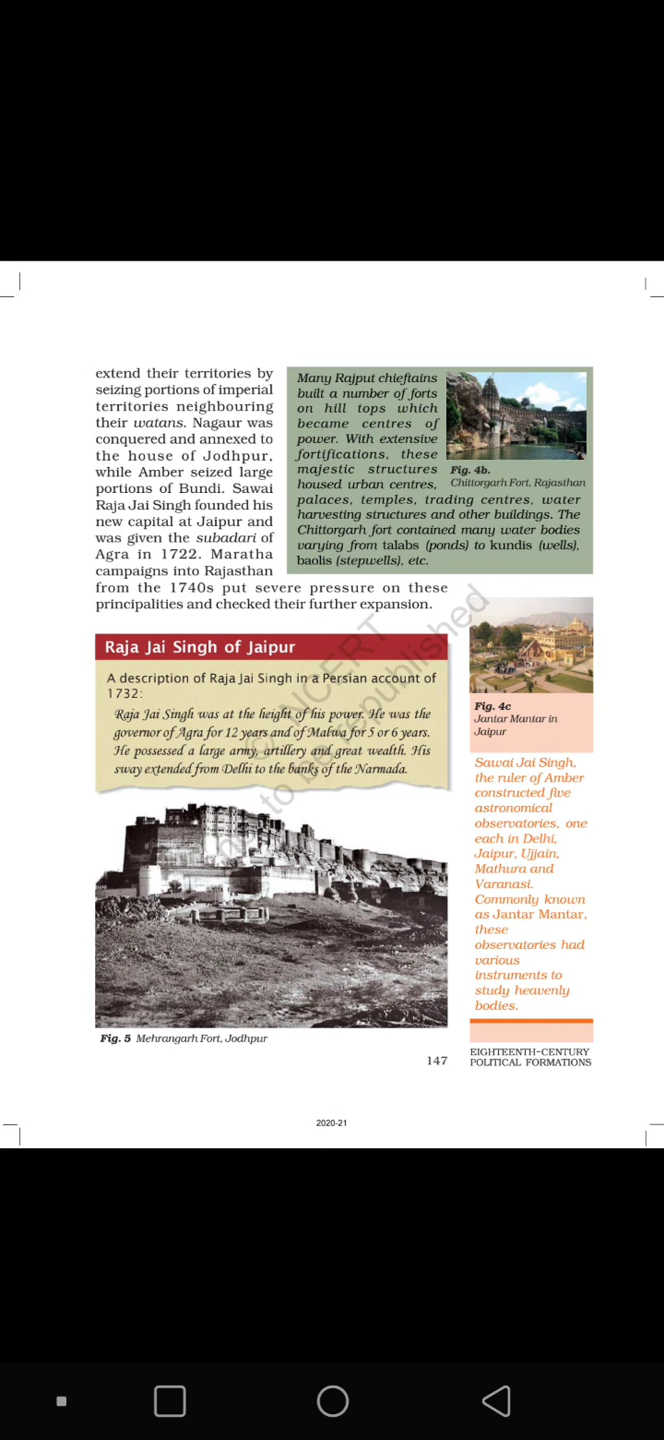 extend their territories by
seizing portions of imperial
territories neighbouring
their watans. Nagaur was
conquered and annexed to
the house of Jodhpur,
while Amber seized large
portions of Bundi. Sawai
Raja Jai Singh founded his
new capital at Jaipur and
was given the subadari of
Agra in 1722. Maratha
campaigns into Rajasthan
from the 1740s put severe pressure on these
principalities and checked their further expansion.
Many Rajput chieftains
built a number of forts
on hill tops which
became centres of
power. With extensive
fortifications, these
majestic structures
housed urban centres,
palaces, temples, trading centres, water
harvesting structures and other buildings. The
Chittorgarh fort contained many water bodies
varying from talabs (ponds) to kundis (wells),
baolis (stepwells), etc.
Fig. 4b.
Chittorgarh Fort, Rajasthan
Raja Jai Singh of Jaipur
A description of Raja Jai Singh in a Persian account of
1732:
Raja Jai Singh was at the height of his power. He was the
governor of Agra for 12 years and of Malwa for 5 or 6 years.
He possessed a large army, artillery and great wealth. His
sway extended from Delhi to the banks of the Narmada.
Fig. 4c
Jantar Mantar in
Jaipur
Sawai Jai Singh,
the ruler of Amber
constructed five
astronomical
observatories, one
each in Delhi,
Jaipur, Ujjain,
Mathura and
Varanasi.
Commonly known
as Jantar Mantar,
these
observatories had
various
instruments to
study heavenly
bodies.
Fig. 5 Mehrangarh Fort, Jodhpur
147
EIGHTEENTH-CENTURY
POLITICAL FORMATIONS
2020-21
© NCERT
not to be republished